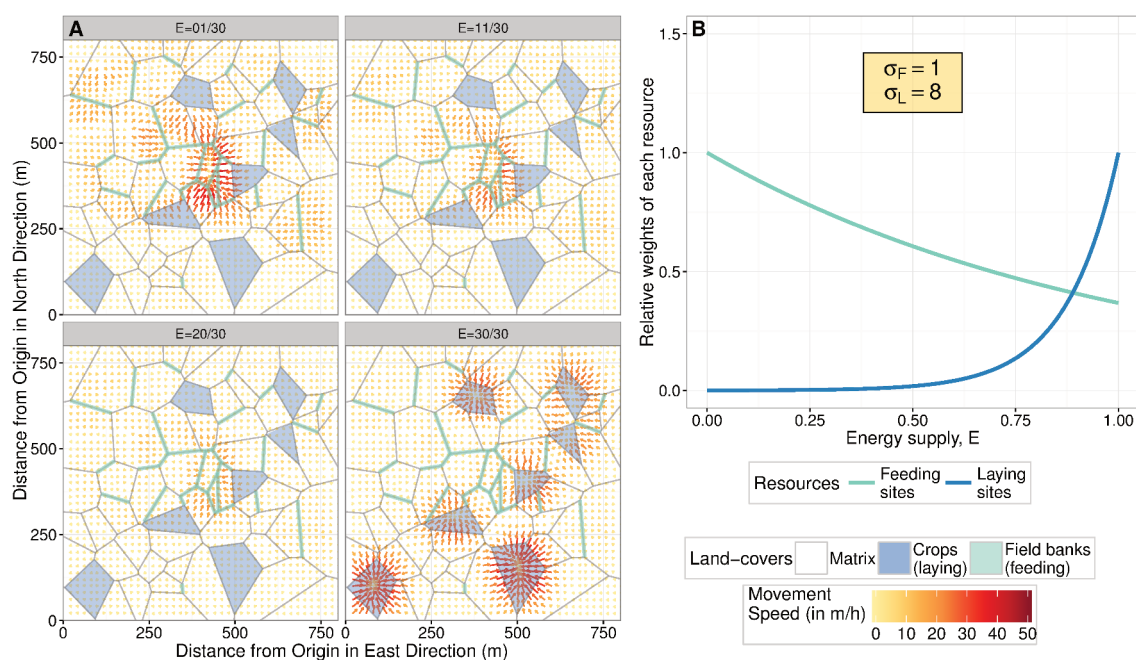 A
E=01/30
E=11/30
750
500
250
0
E=20/30
E=30/30
750
500
250
0
0
250
500
750
0
250
500
750
Distance from Origin in North Direction (m)
Distance from Origin in East Direction (m)
B
σF = 1
σL = 8
1.5
1.0
0.5
0.0
Relative weights of each resource
0.00
0.25
0.50
0.75
1.00
Energy supply, E
Resources
Feeding
sites
Laying
sites
Land−covers
Matrix
Crops
(laying)
Field banks
(feeding)
Movement
Speed (in m/h)
0
10
20
30
40
50